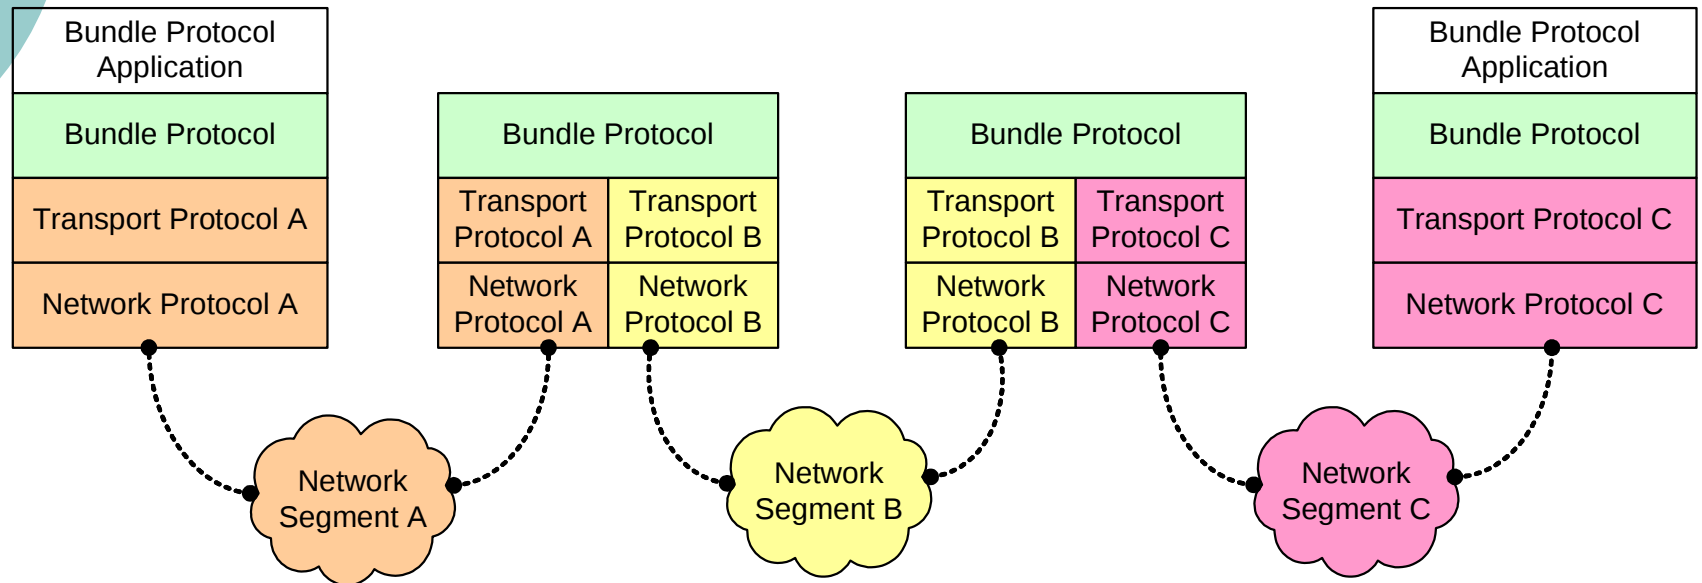 Bundle Protocol
Application
Bundle Protocol
Transport Protocol A
Network Protocol A
Bundle Protocol
Transport
Protocol A
Transport
Protocol B
Network
Protocol A
Network
Protocol B
Bundle Protocol
Transport
Protocol B
Transport
Protocol C
Network
Protocol B
Network
Protocol C
Bundle Protocol
Application
Bundle Protocol
Transport Protocol C
Network Protocol C
Network
Segment A
Network
Segment B
Network
Segment C